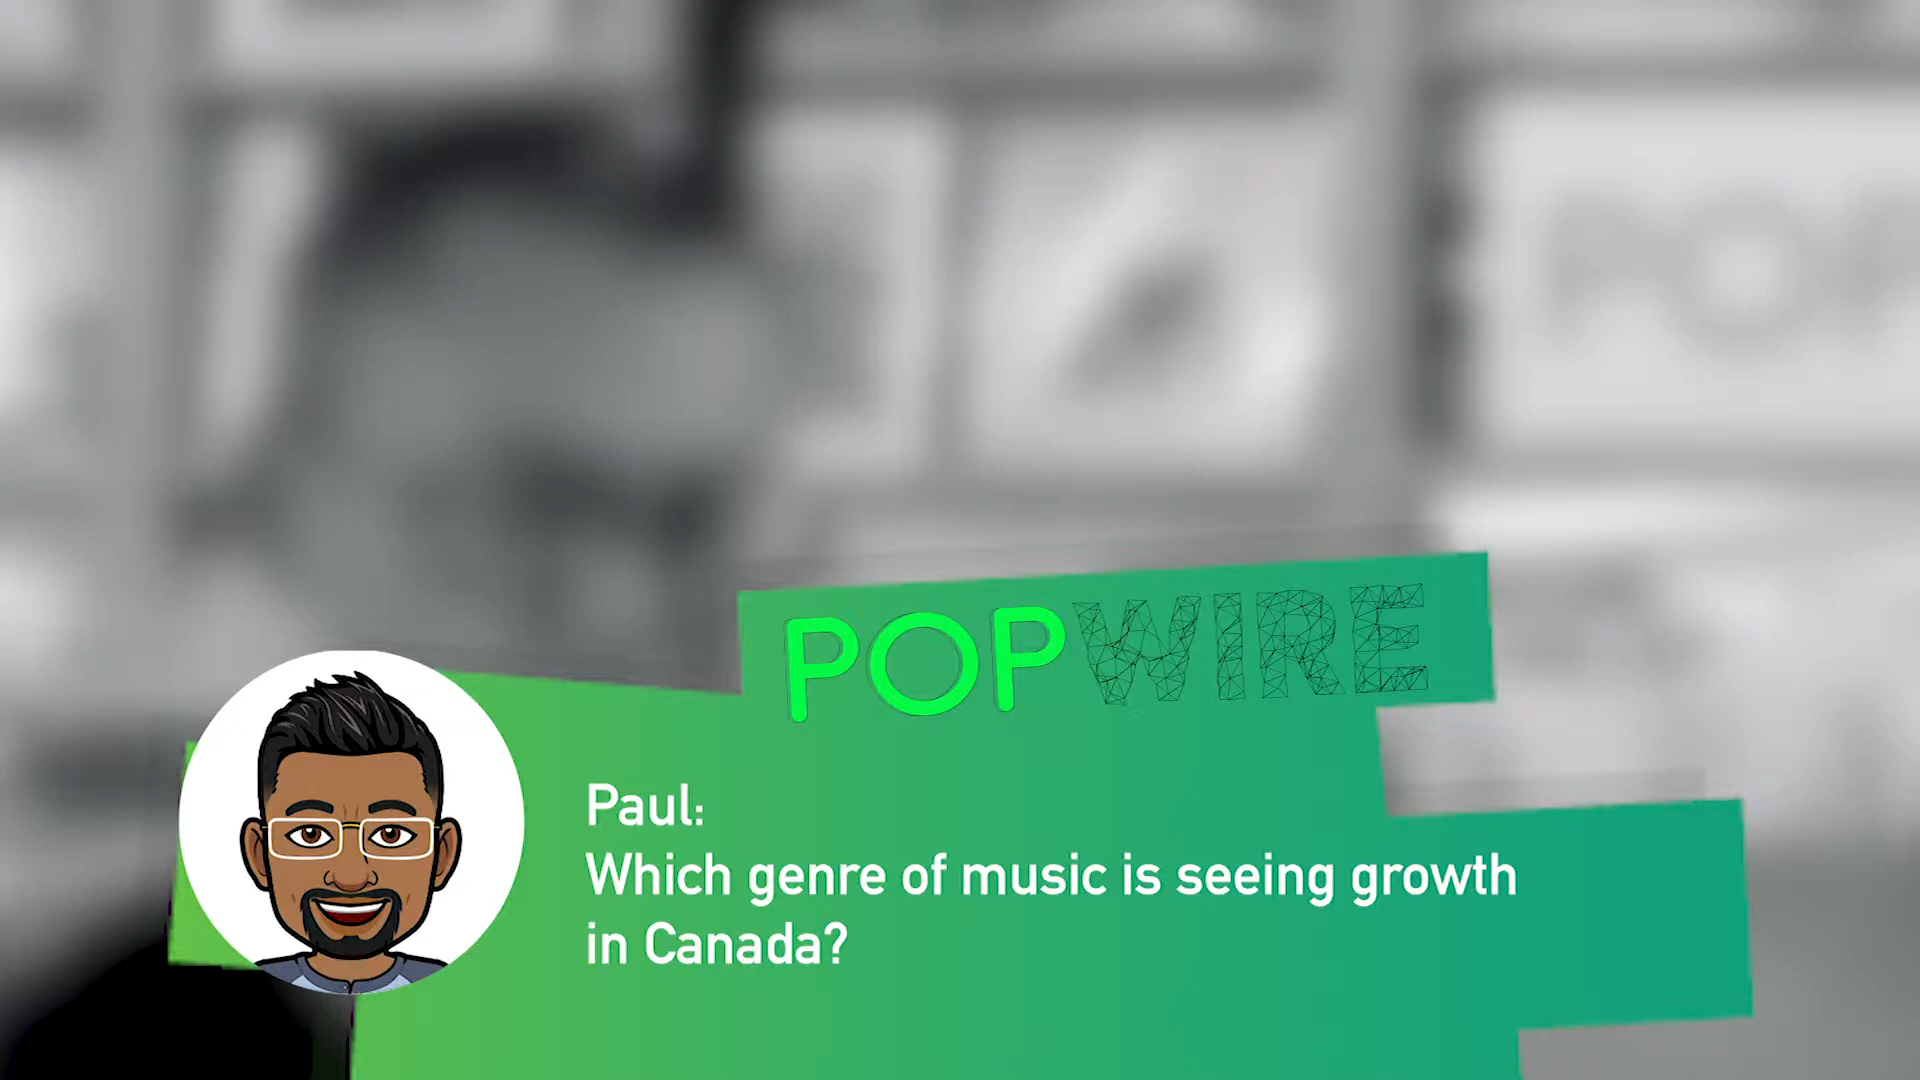 POPWIRE
Paul:
Which genre of music is seeing growth
in Canada?